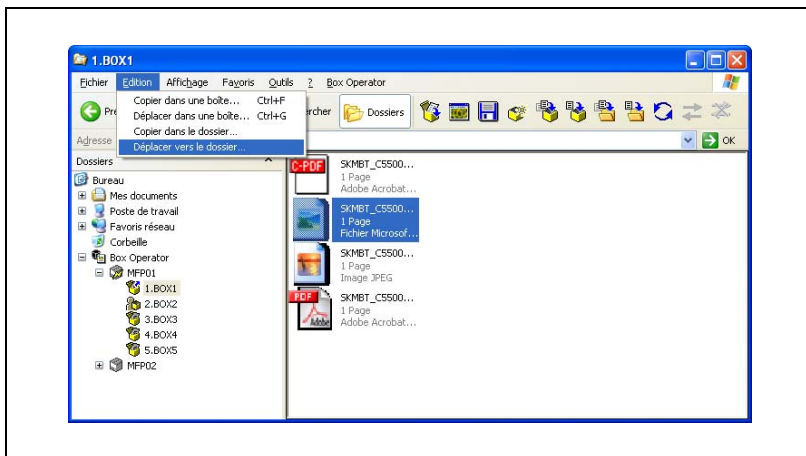 1.BOX1
Fichier Edition Affichage Favoris Outils ? Box Operator
Copier dans une boîte... Ctrl+F
Déplacer dans une boîte... Ctrl+G
Copier dans le dossier...
Déplacer vers le dossier...
Pré
rcher
Dossiers
Adresse
OK
Dossiers
Bureau
Mes documents
Poste de travail
Favoris réseau
Corbeille
Box Operator
MFP01
1.BOX1
2.BOX2
3.BOX3
4.BOX4
5.BOX5
MFP02
C-PDF
SKMBT_C5500...
1 Page
Adobe Acrobat...
SKMBT_C5500...
1 Page
Fichier Microsof...
SKMBT_C5500...
1 Page
Image JPEG
PDF
Adobe
SKMBT_C5500...
1 Page
Adobe Acrobat...